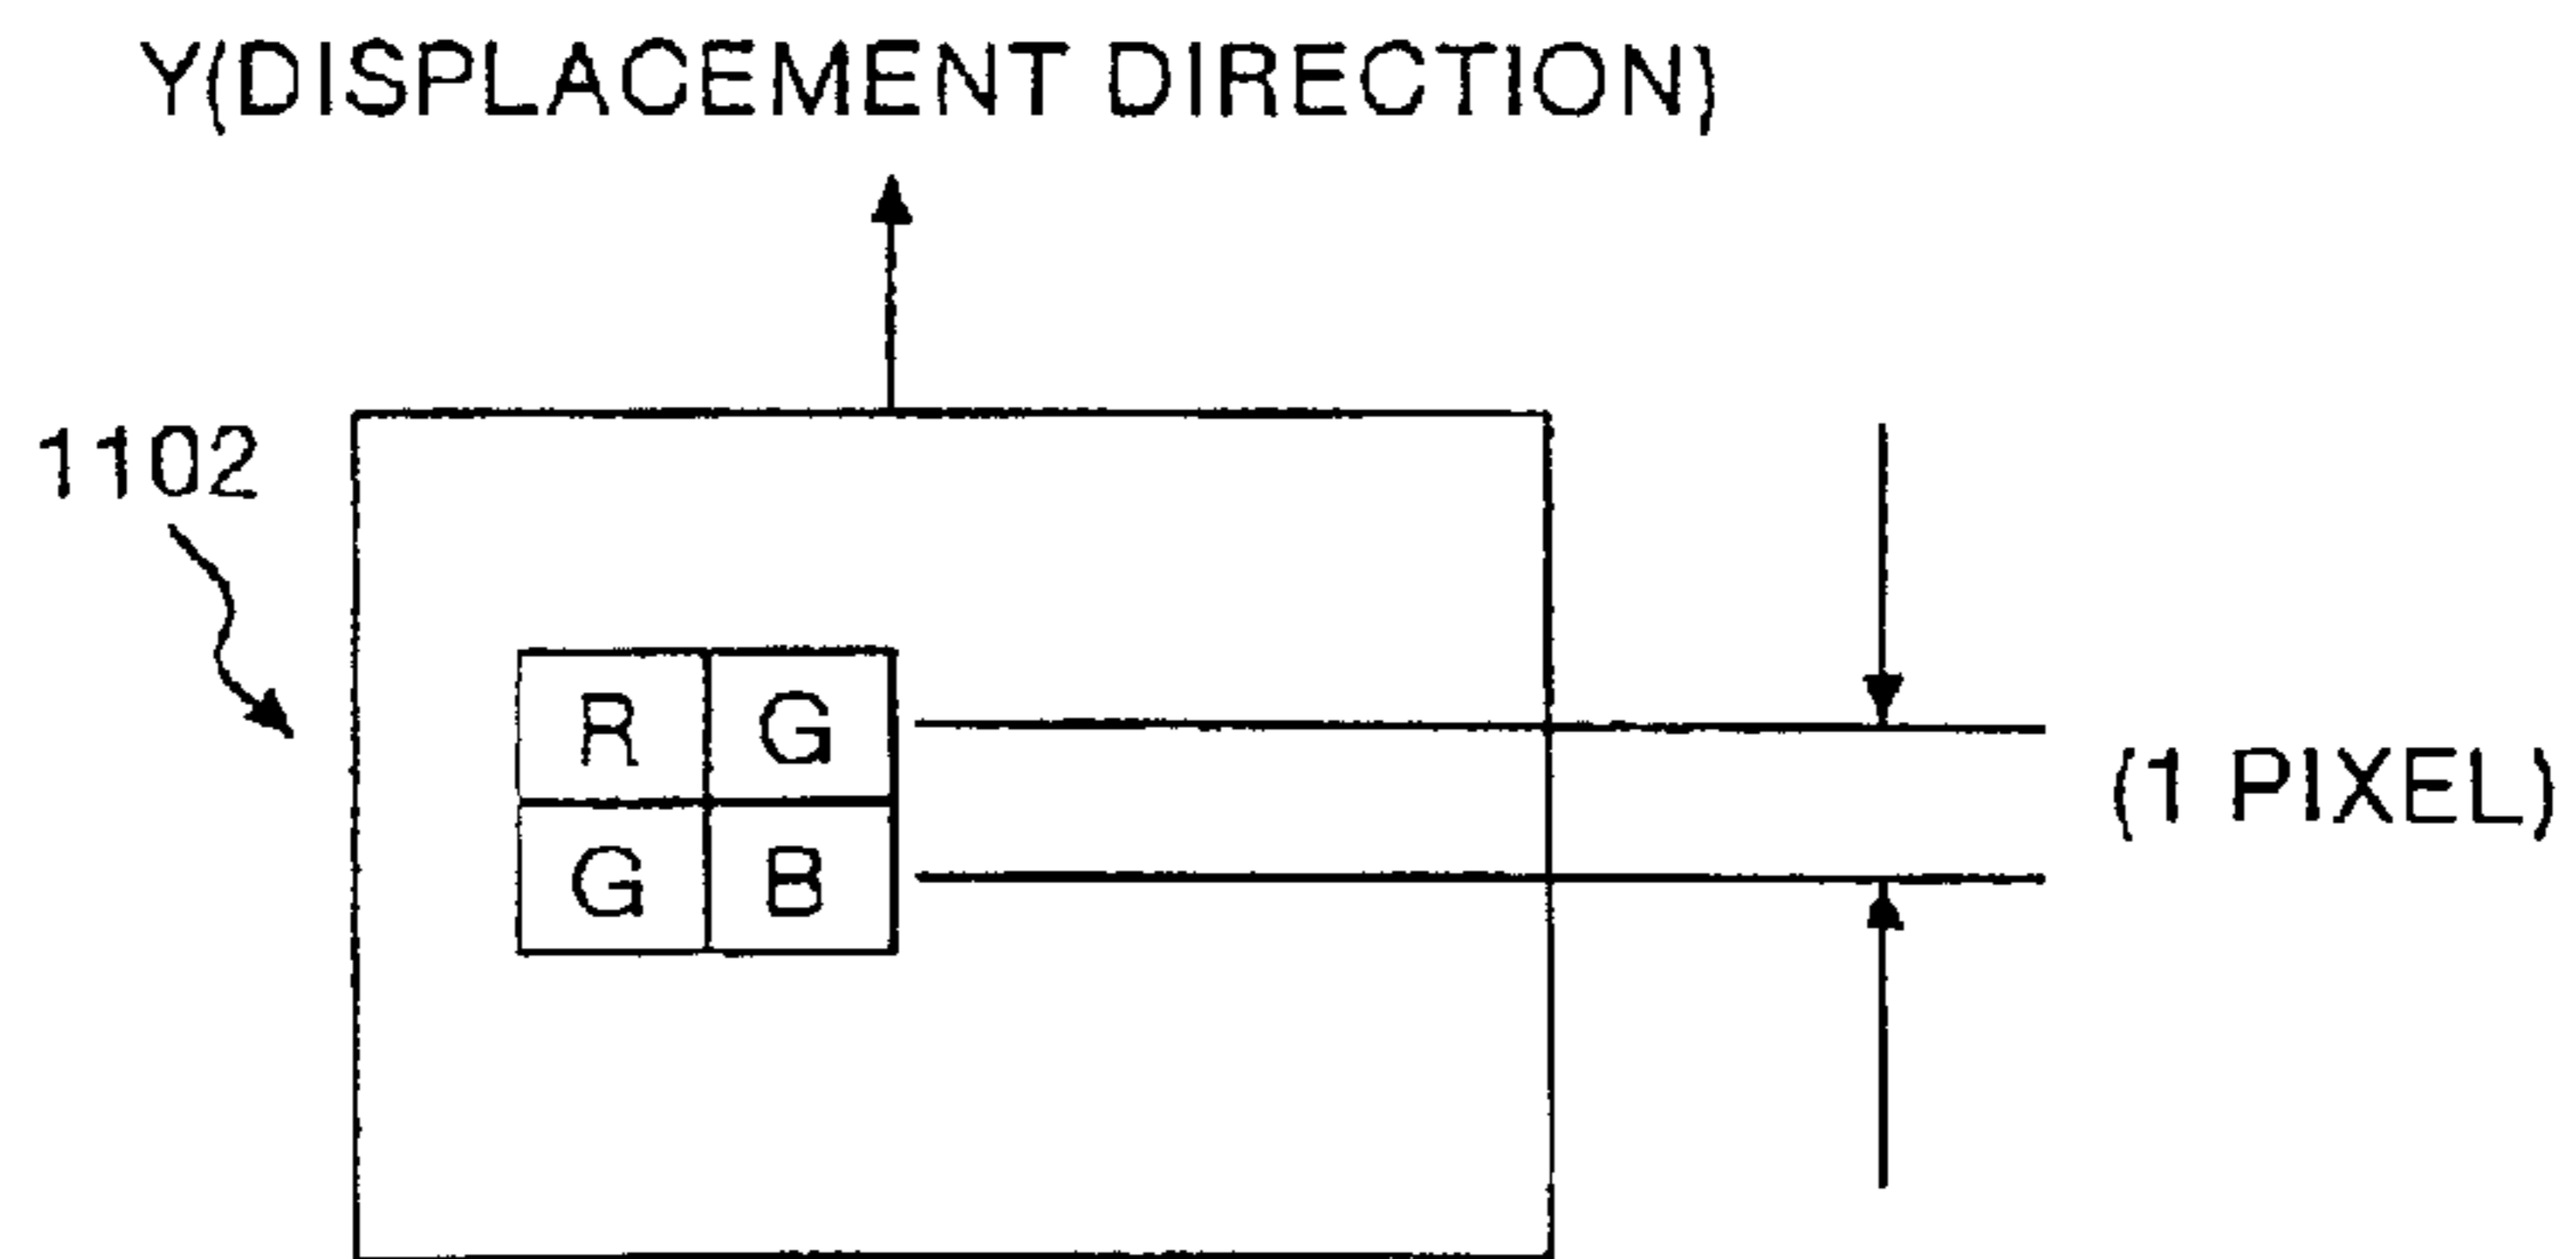 Y(DISPLACEMENT DIRECTION)
1102
R G
(1 PIXEL)
G B